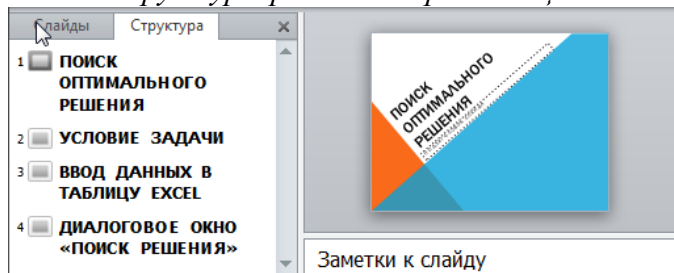 Слайды Структура
1 ПОИСК
ОПТИМАЛЬНОГО
РЕШЕНИЯ
2 УСЛОВИЕ ЗАДАЧИ
3 ВВОД ДАННЫХ В
ТАБЛИЦУ EXCEL
4 ДИАЛОГОВОЕ ОКНО
«ПОИСК РЕШЕНИЯ»
ПОИСК
ОПТИМАЛЬНОГО
РЕШЕНИЯ
Заметки к слайду